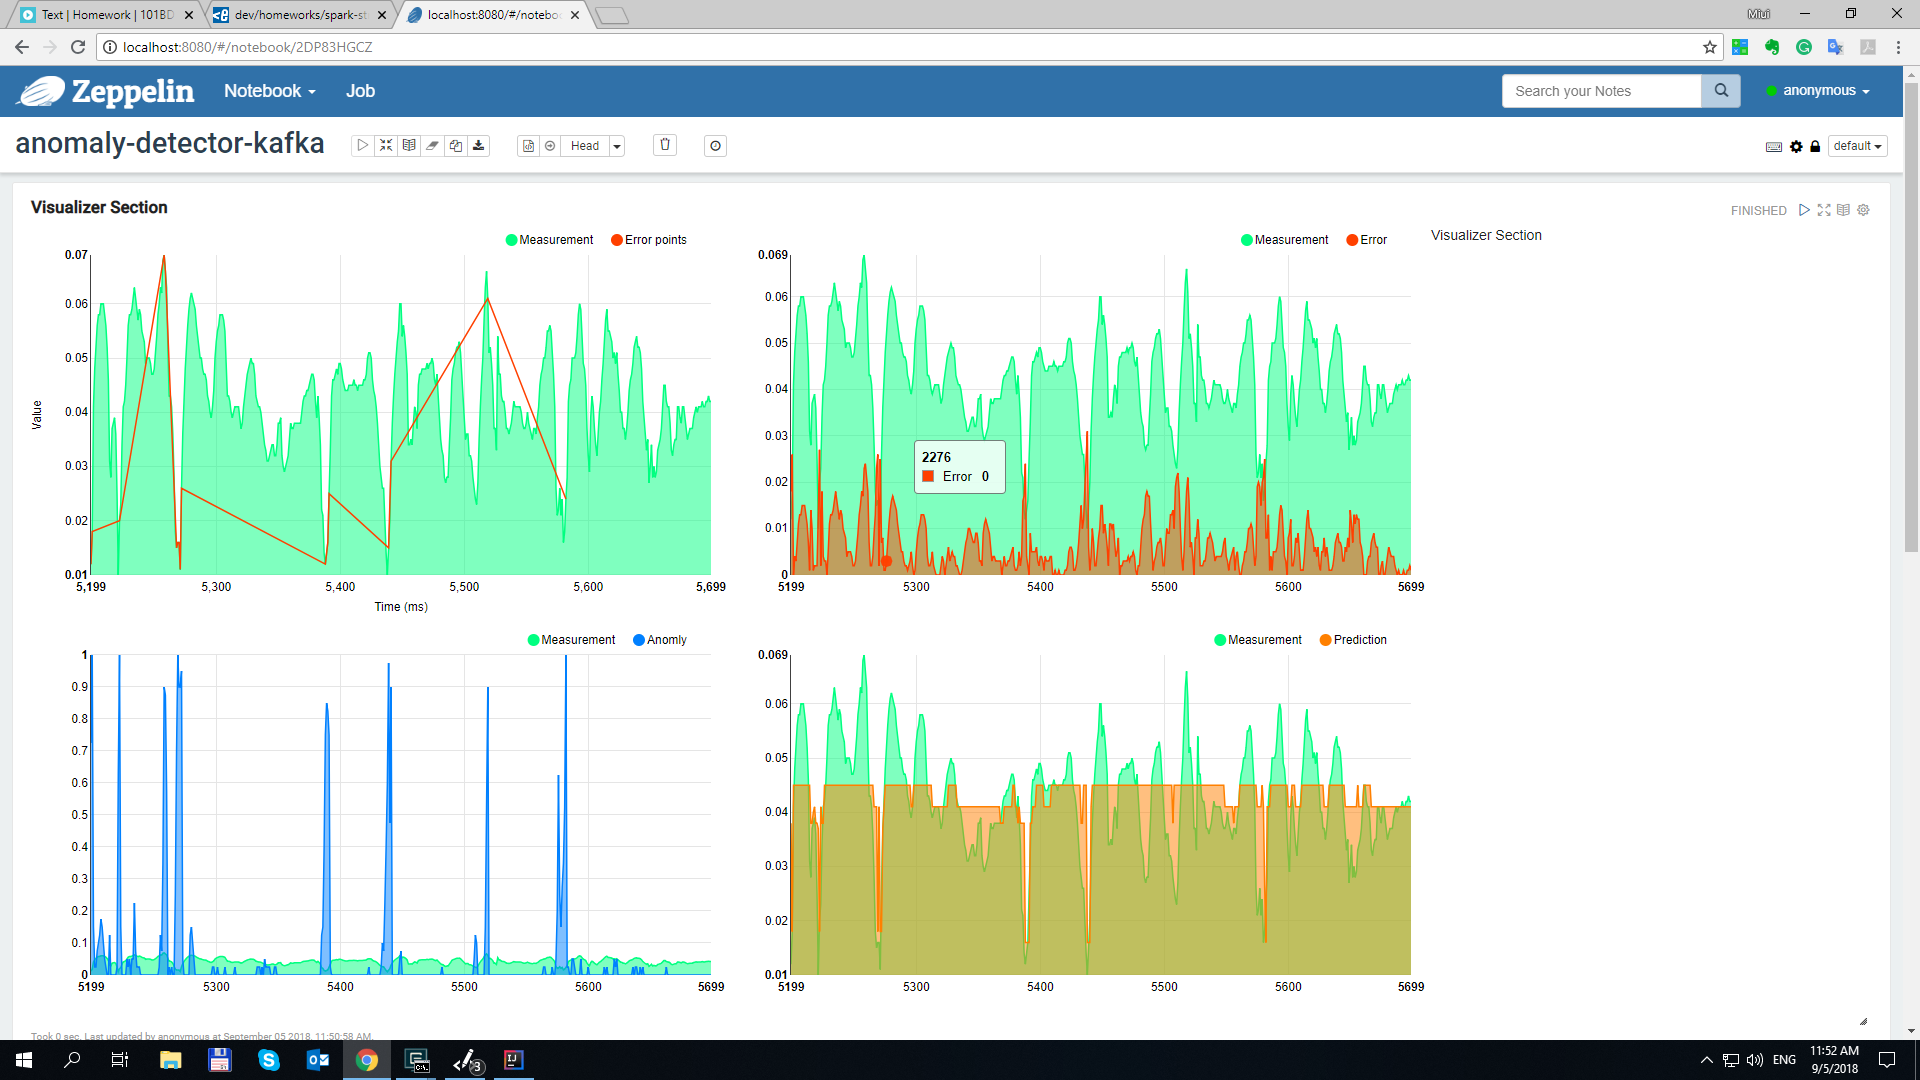 Text | Homework | 101BD
dev/homeworks/spark-st
localhost:8080/#/notebo
Miui
localhost:8080/#/notebook/2DP83HGCZ
Zeppelin
Notebook
Job
Search your Notes
anonymous
anomaly-detector-kafka
Head
default
Visualizer Section
FINISHED
Measurement
Error points
0.07
0.06
0.05
0.04
0.03
0.02
0.01
Value
5,199
5,300
5,400
5,500
5,600
5,699
Time (ms)
Measurement
Error
0.069
0.06
0.05
0.04
0.03
0.02
0.01
0
2276
Error 0
5199
5300
5400
5500
5600
5699
Visualizer Section
Measurement
Anomly
1
0.9
0.8
0.7
0.6
0.5
0.4
0.3
0.2
0.1
0
5199
5300
5400
5500
5600
5699
Measurement
Prediction
0.069
0.06
0.05
0.04
0.03
0.02
0.01
5199
5300
5400
5500
5600
5699
Took 0 sec. Last updated by anonymous at September 05 2018, 11:50:58 AM.
3
ENG
11:52 AM
9/5/2018